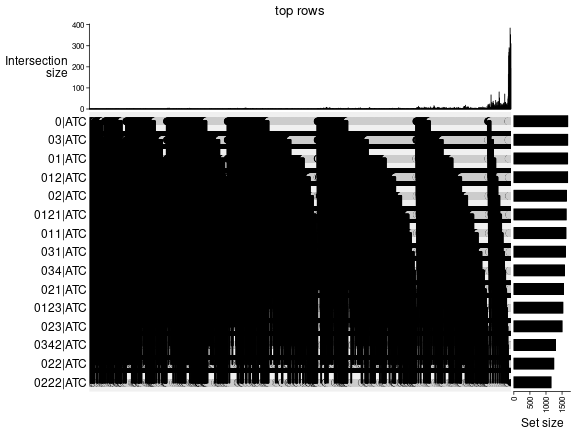 top rows
400
300
200
100
0
Intersection
size
0|ATC
03|ATC
01|ATC
012|ATC
02|ATC
0121|ATC
011|ATC
031|ATC
034|ATC
021|ATC
0123|ATC
023|ATC
0342|ATC
022|ATC
0222|ATC
0 500 1000 1500
Set size